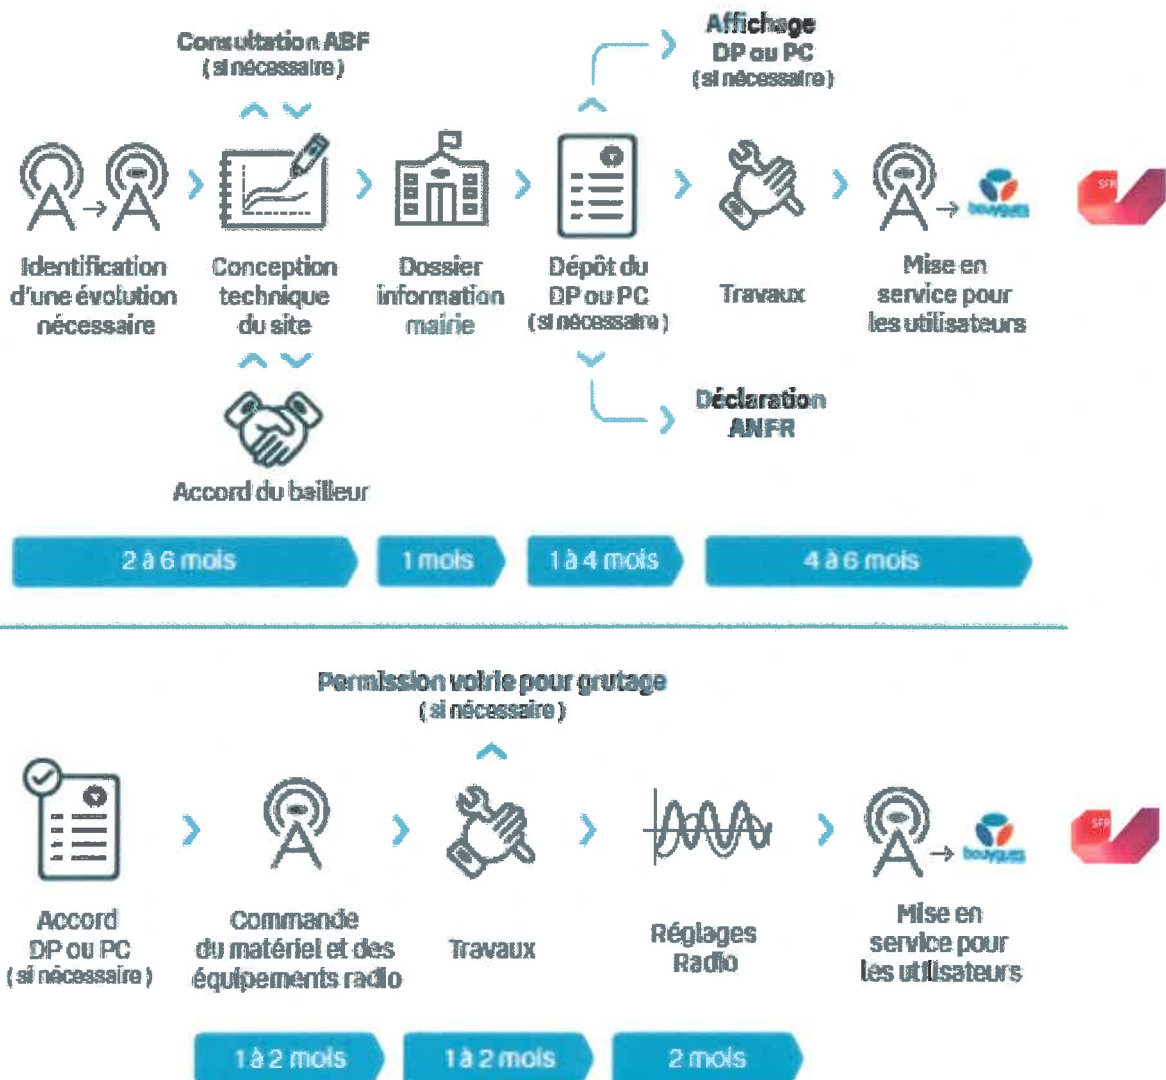 Consultation ABF
(si nécessaire)
Affichage
DP ou PC
(si nécessaire)
Identification
d'une évolution
nécessaire
Conception
technique
du site
Dossier
information
mairie
Dépôt du
DP ou PC
(si nécessaire)
Travaux
Mise en
service pour
les utilisateurs
bouygues
SFR
Déclaration
ANFR
Accord du bailleur
2 à 6 mois
1 mois
1 à 4 mois
4 à 6 mois
Permission voirie pour grutage
(si nécessaire)
Accord
DP ou PC
(si nécessaire)
Commande
du matériel et des
équipements radio
Travaux
Réglages
Radio
Mise en
service pour
les utilisateurs
bouygues
SFR
1 à 2 mois
1 à 2 mois
2 mois